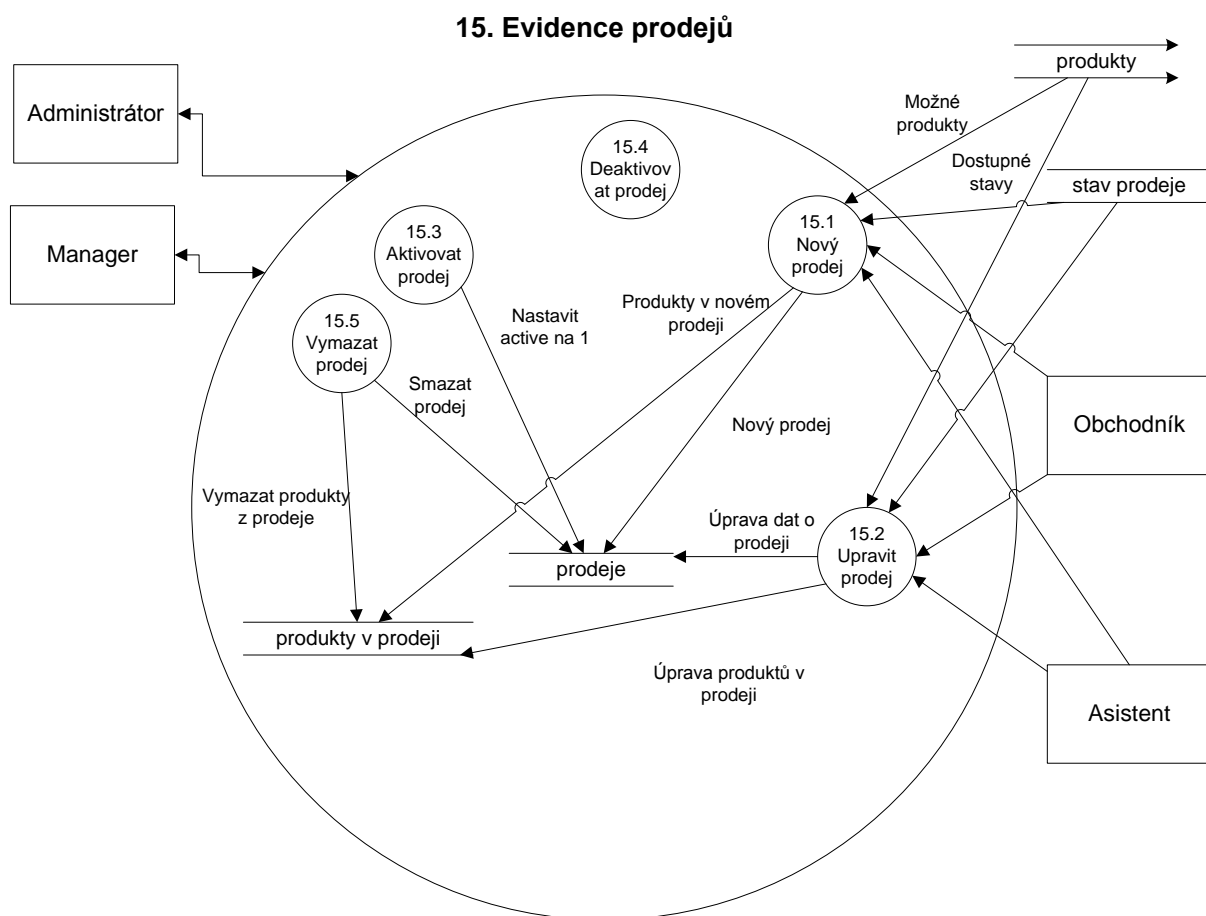 15. Evidence prodejů
produkty
Administrátor
Možné
produkty
15.4
Deaktivov
at prodej
Dostupné
stavy
stav prodeje
15.1
Nový
prodej
15.3
Aktivovat
prodej
Manager
Produkty v novém
prodeji
Nastavit
active na 1
15.5
Vymazat
prodej
Smazat
prodej
Nový prodej
Obchodník
Vymazat produkty
z prodeje
Úprava dat o
prodeji
15.2
Upravit
prodej
prodeje
produkty v prodeji
Úprava produktů v
prodeji
Asistent